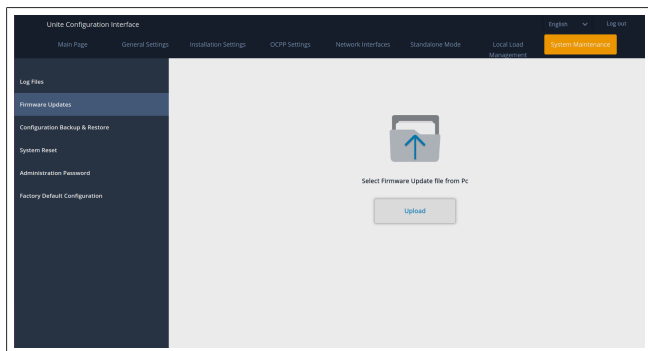 Unite Configuration Interface
English
Log out
Main Page
General Settings
Installation Settings
OCPP Settings
Network Interfaces
Standalone Mode
Local Load
Management
System Maintenance
Log Files
Firmware Updates
Configuration Backup & Restore
System Reset
Administration Password
Factory Default Configuration
Select Firmware Update file from Pc
Upload